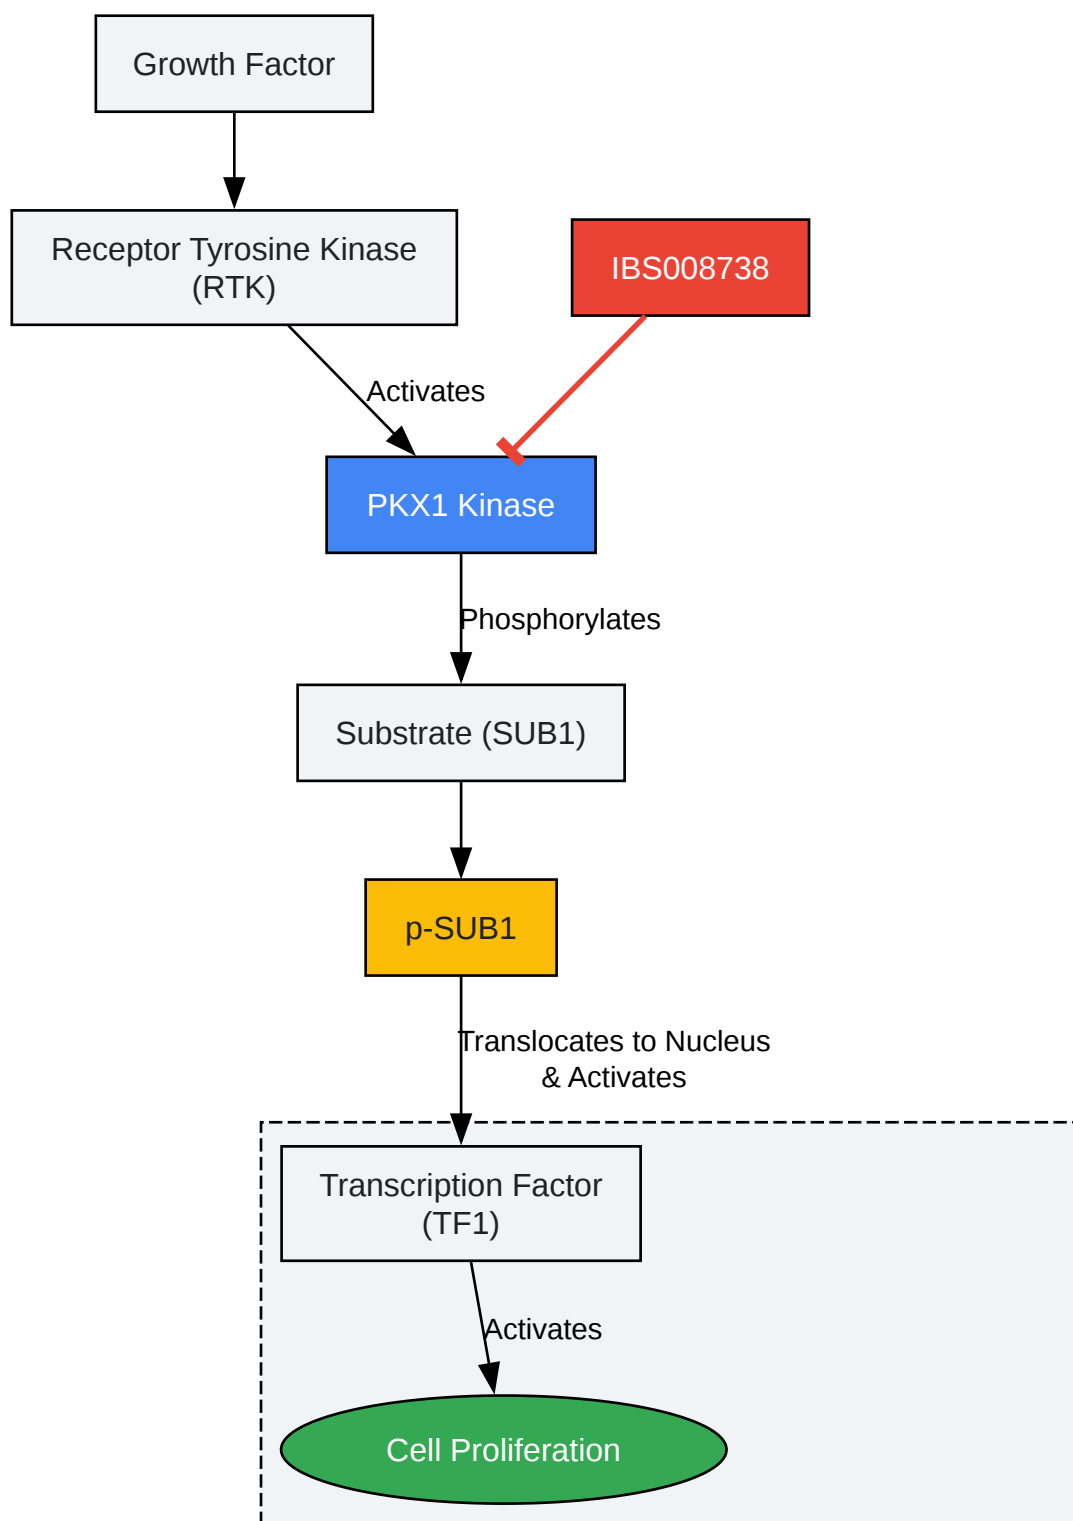 Growth Factor
Receptor Tyrosine Kinase
(RTK)
IBS008738
Activates
PKX1 Kinase
Phosphorylates
Substrate (SUB1)
p-SUB1
Translocates to Nucleus
& Activates
Transcription Factor
(TF1)
Activates
Cell Proliferation